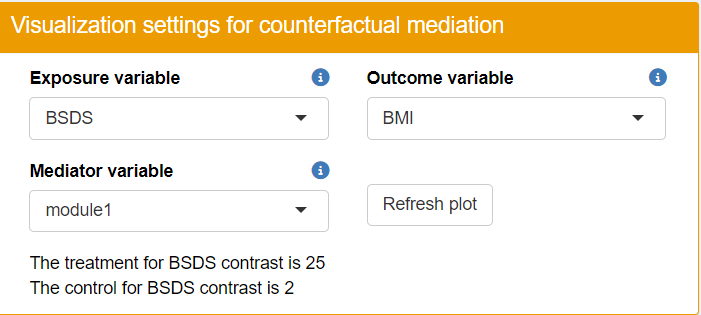 Visualization settings for counterfactual mediation
Exposure variable
Outcome variable
BSDS
BMI
Mediator variable
module1
Refresh plot
The treatment for BSDS contrast is 25
The control for BSDS contrast is 2